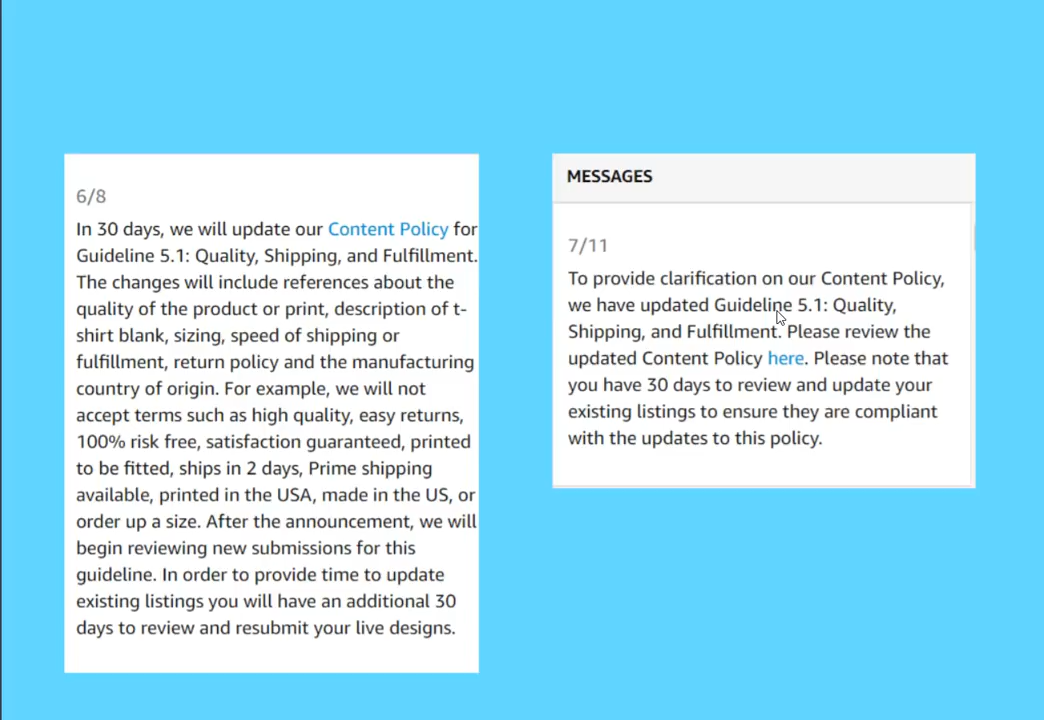 6/8
In 30 days, we will update our Content Policy for
Guideline 5.1: Quality, Shipping, and Fulfillment.
The changes will include references about the
quality of the product or print, description of t-
shirt blank, sizing, speed of shipping or
fulfillment, return policy and the manufacturing
country of origin. For example, we will not
accept terms such as high quality, easy returns,
100% risk free, satisfaction guaranteed, printed
to be fitted, ships in 2 days, Prime shipping
available, printed in the USA, made in the US, or
order up a size. After the announcement, we will
begin reviewing new submissions for this
guideline. In order to provide time to update
existing listings you will have an additional 30
days to review and resubmit your live designs.
MESSAGES
7/11
To provide clarification on our Content Policy,
we have updated Guideline 5.1: Quality,
Shipping, and Fulfillment. Please review the
updated Content Policy here. Please note that
you have 30 days to review and update your
existing listings to ensure they are compliant
with the updates to this policy.